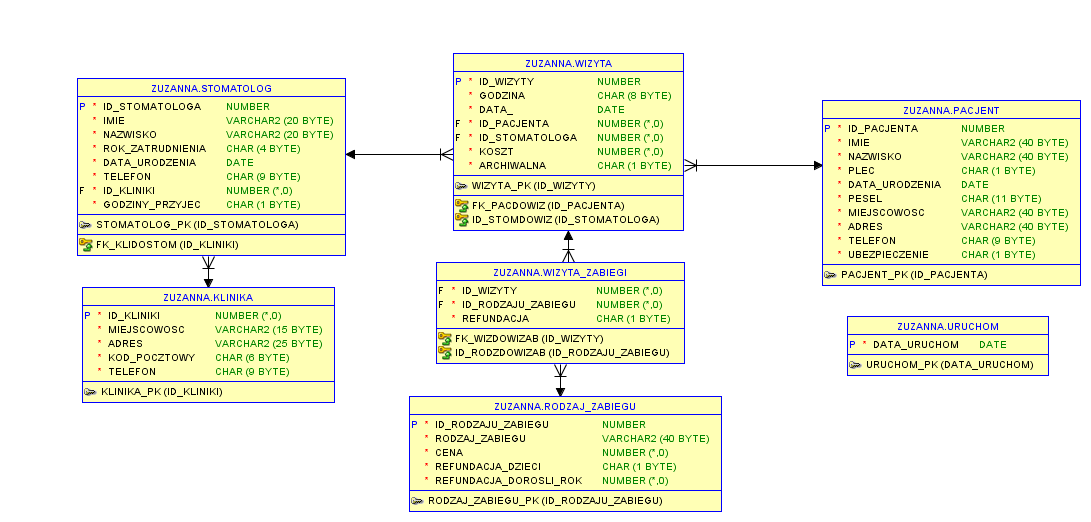 ZUZANNA.STOMATOLOG
P * ID_STOMATOLOGA NUMBER
* IMIE VARCHAR2 (20 BYTE)
* NAZWISKO VARCHAR2 (20 BYTE)
* ROK_ZATRUDNIENIA CHAR (4 BYTE)
* DATA_URODZENIA DATE
* TELEFON CHAR (9 BYTE)
F * ID_KLINIKI NUMBER (*,0)
* GODZINY_PRZYJEC CHAR (1 BYTE)
STOMATOLOG_PK (ID_STOMATOLOGA)
FK_KLIDOSTOM (ID_KLINIKI)
ZUZANNA.KLINIKA
P * ID_KLINIKI NUMBER (*,0)
* MIEJSCOWOSC VARCHAR2 (15 BYTE)
* ADRES VARCHAR2 (25 BYTE)
* KOD_POCZTOWY CHAR (6 BYTE)
* TELEFON CHAR (9 BYTE)
KLINIKA_PK (ID_KLINIKI)
ZUZANNA.WIZYTA
P * ID_WIZYTY NUMBER
* GODZINA CHAR (8 BYTE)
* DATA_ DATE
F * ID_PACJENTA NUMBER (*,0)
F * ID_STOMATOLOGA NUMBER (*,0)
* KOSZT NUMBER (*,0)
* ARCHIWALNA CHAR (1 BYTE)
WIZYTA_PK (ID_WIZYTY)
FK_PACDOWIZ (ID_PACJENTA)
ID_STOMDOWIZ (ID_STOMATOLOGA)
ZUZANNA.WIZYTA_ZABIEGI
F * ID_WIZYTY NUMBER (*,0)
F * ID_RODZAJU_ZABIEGU NUMBER (*,0)
* REFUNDACJA CHAR (1 BYTE)
FK_WIZDOWIZAB (ID_WIZYTY)
ID_RODZDOWIZAB (ID_RODZAJU_ZABIEGU)
ZUZANNA.RODZAJ_ZABIEGU
P * ID_RODZAJU_ZABIEGU NUMBER
* RODZAJ_ZABIEGU VARCHAR2 (40 BYTE)
* CENA NUMBER (*,0)
* REFUNDACJA_DZIECI CHAR (1 BYTE)
* REFUNDACJA_DOROSLI_ROK NUMBER (*,0)
RODZAJ_ZABIEGU_PK (ID_RODZAJU_ZABIEGU)
ZUZANNA.PACJENT
P * ID_PACJENTA NUMBER
* IMIE VARCHAR2 (40 BYTE)
* NAZWISKO VARCHAR2 (40 BYTE)
* PLEC CHAR (1 BYTE)
* DATA_URODZENIA DATE
* PESEL CHAR (11 BYTE)
* MIEJSCOWOSC VARCHAR2 (40 BYTE)
* ADRES VARCHAR2 (40 BYTE)
* TELEFON CHAR (9 BYTE)
* UBEZPIECZENIE CHAR (1 BYTE)
PACJENT_PK (ID_PACJENTA)
ZUZANNA.URUCHOM
P * DATA_URUCHOM DATE
URUCHOM_PK (DATA_URUCHOM)